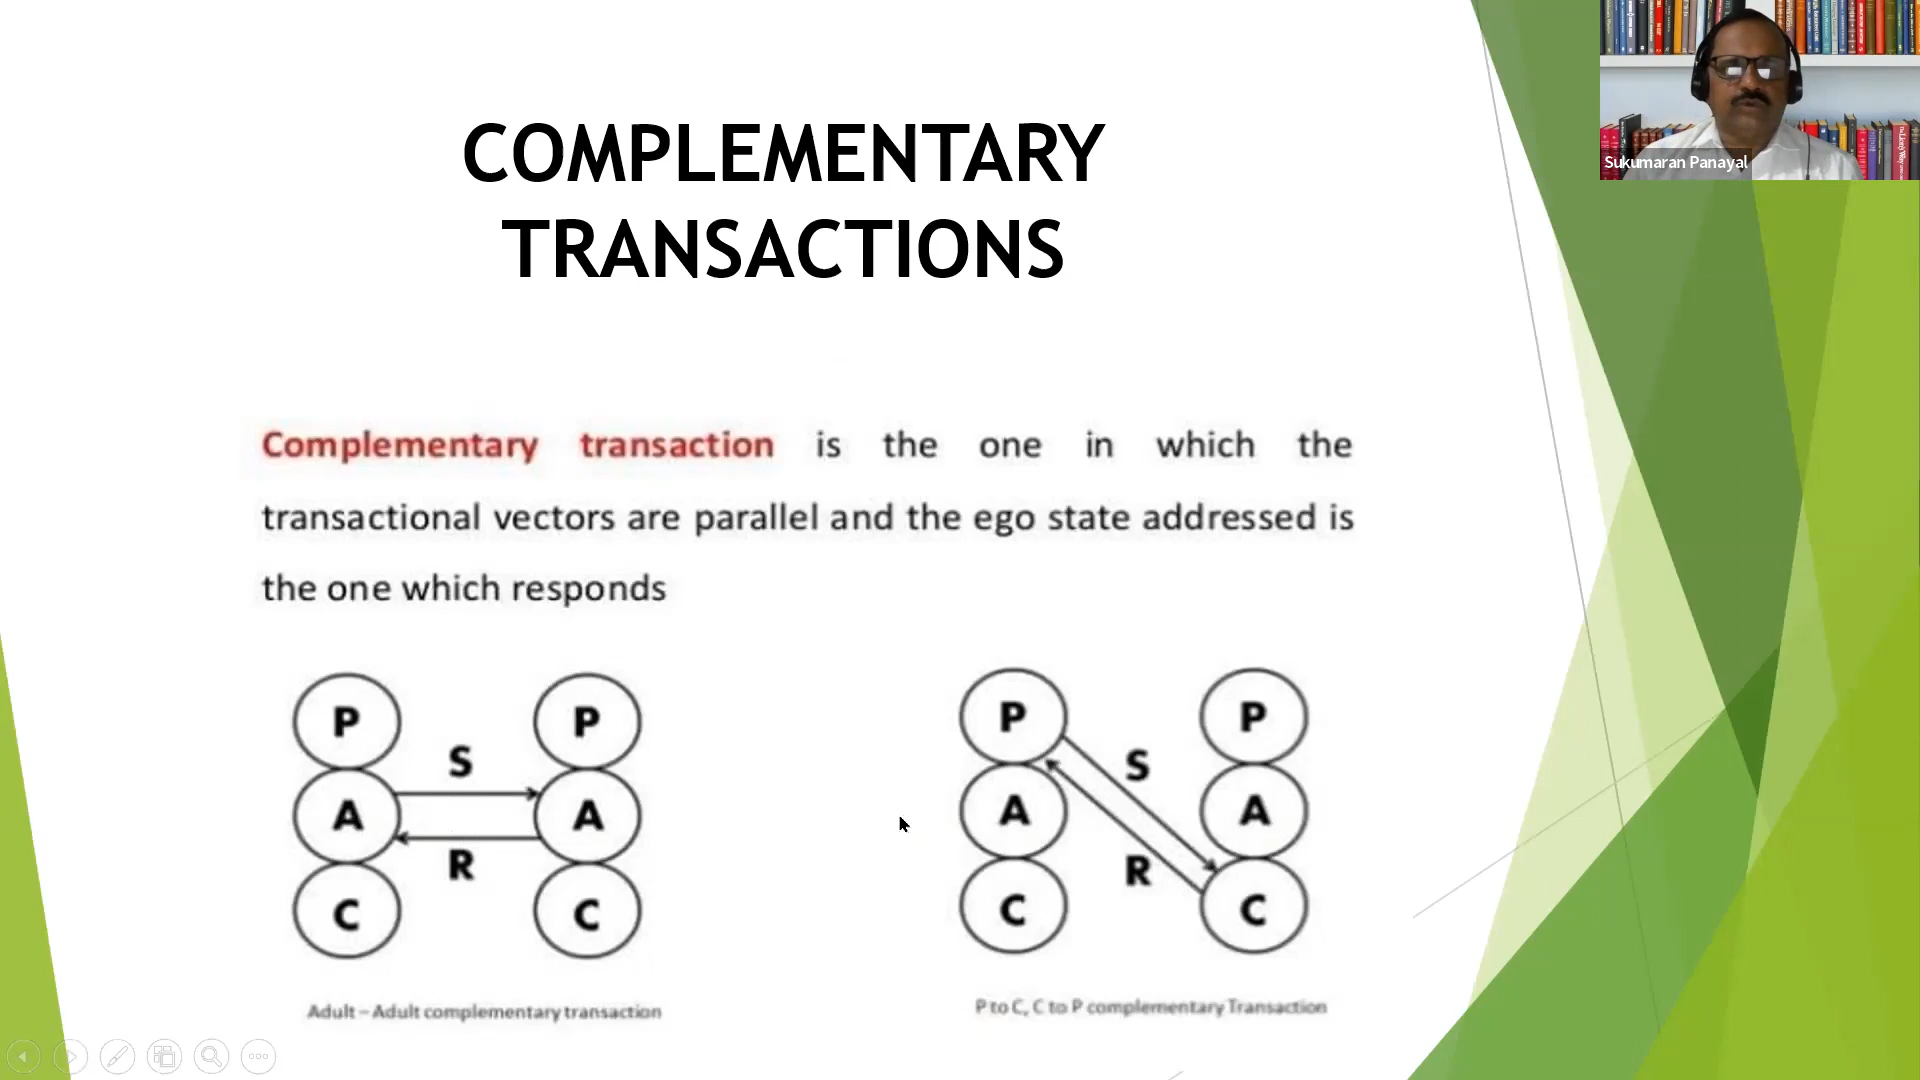 COMPLEMENTARY
TRANSACTIONS
Sukumaran Panayal
Complementary transaction is the one in which the
transactional vectors are parallel and the ego state addressed is
the one which responds
P P
S
A A
R
C C
Adult – Adult complementary transaction
P P
S
A A
R
C C
P to C, C to P complementary Transaction